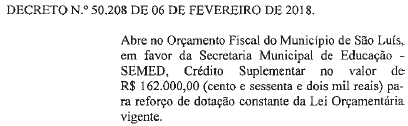 DECRETO N.º 50.208 DE 06 DE FEVEREIRO DE 2018.
Abre no Orçamento Fiscal do Município de São Luís,
em favor da Secretaria Municipal de Educação -
SEMED, Crédito Suplementar no valor de
R$ 162.000,00 (cento e sessenta e dois mil reais) pa-
ra reforço de dotação constante da Lei Orçamentária
vigente.